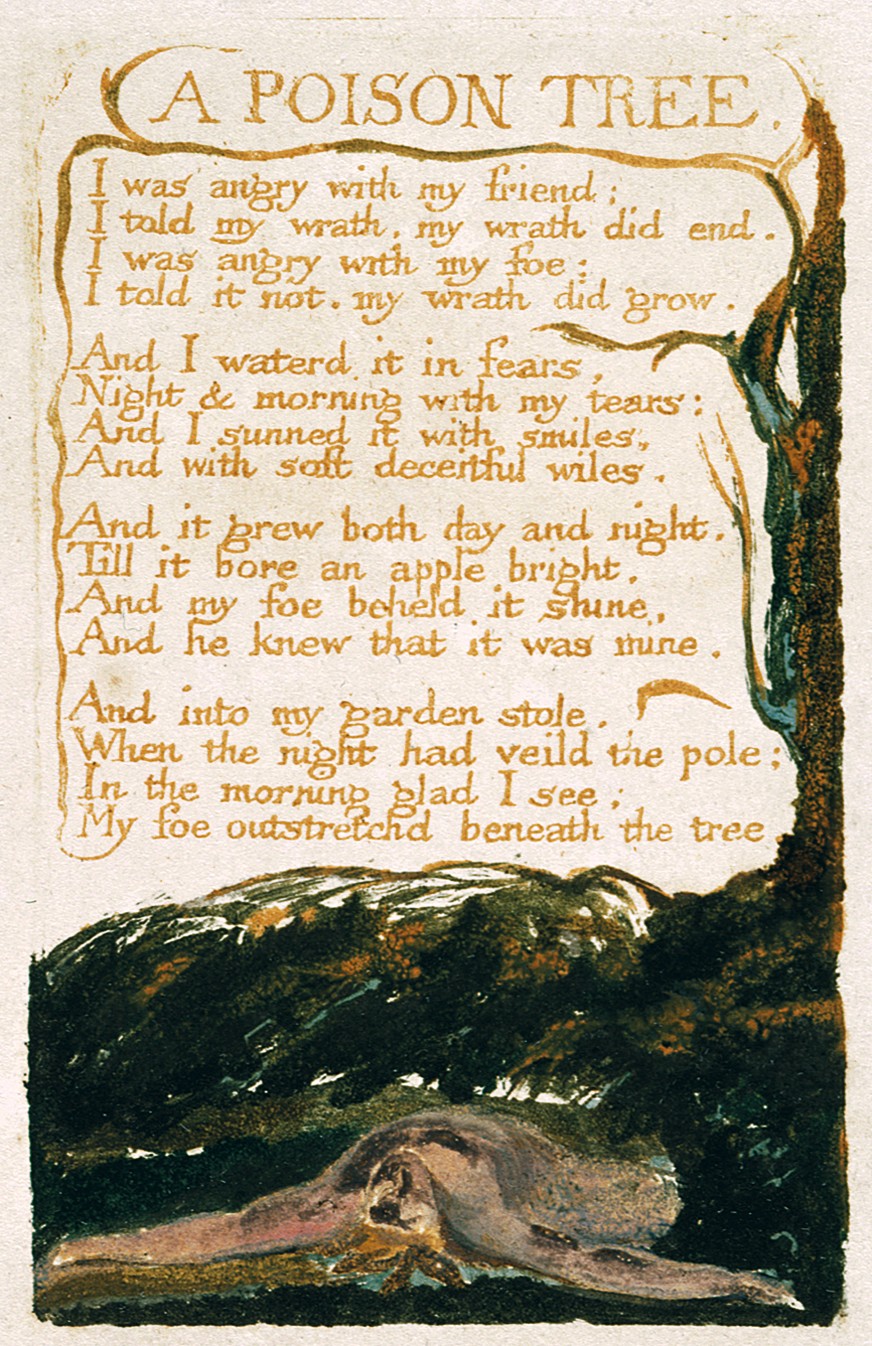 A POISON TREE.
I was angry with my friend;
I told my wrath, my wrath did end.
I was angry with my foe:
I told it not, my wrath did grow.
And I waterd it in fears,
Night & morning with my tears:
And I sunned it with smiles,
And with soft deceitful wiles.
And it grew both day and night.
Till it bore an apple bright.
And my foe beheld it shine,
And he knew that it was mine.
And into my garden stole.
When the night had veild the pole;
In the morning glad I see;
My foe outstretchd beneath the tree.